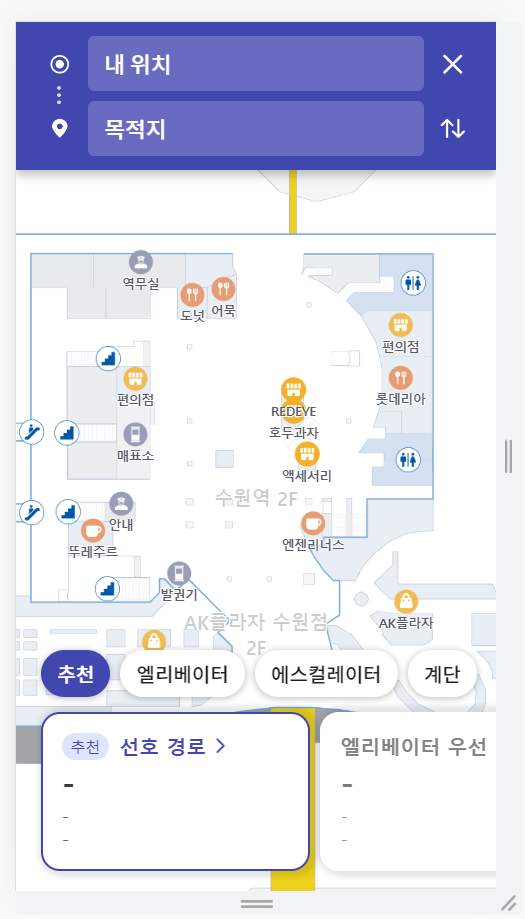 내 위치
목적지
역무실
도넛
어묵
편의점
편의점
롯데리아
REDEYE
호두과자
매표소
액세서리
수원역 2F
안내
뚜레주르
엔젤리너스
발권기
AK플라자
AK플라자 수원점
2F
추천
엘리베이터
에스컬레이터
계단
추천 선호 경로
엘리베이터 우선
-
-
-
-
-
-